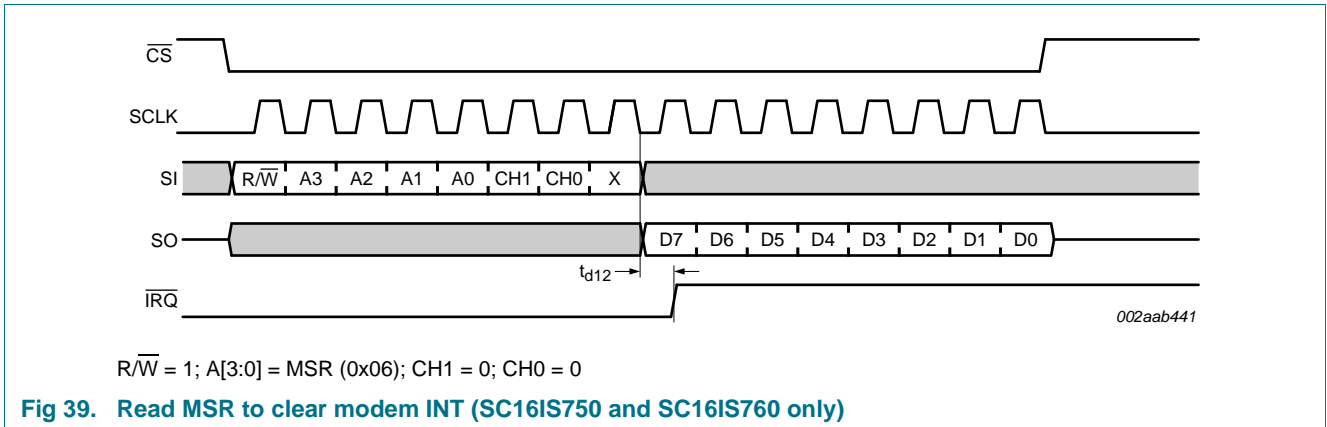 CS
SCLK
SI R/W A3 A2 A1 A0 CH1 CH0 X
SO D7 D6 D5 D4 D3 D2 D1 D0
td12
IRQ
002aab441
R/W = 1; A[3:0] = MSR (0x06); CH1 = 0; CH0 = 0
Fig 39. Read MSR to clear modem INT (SC16IS750 and SC16IS760 only)